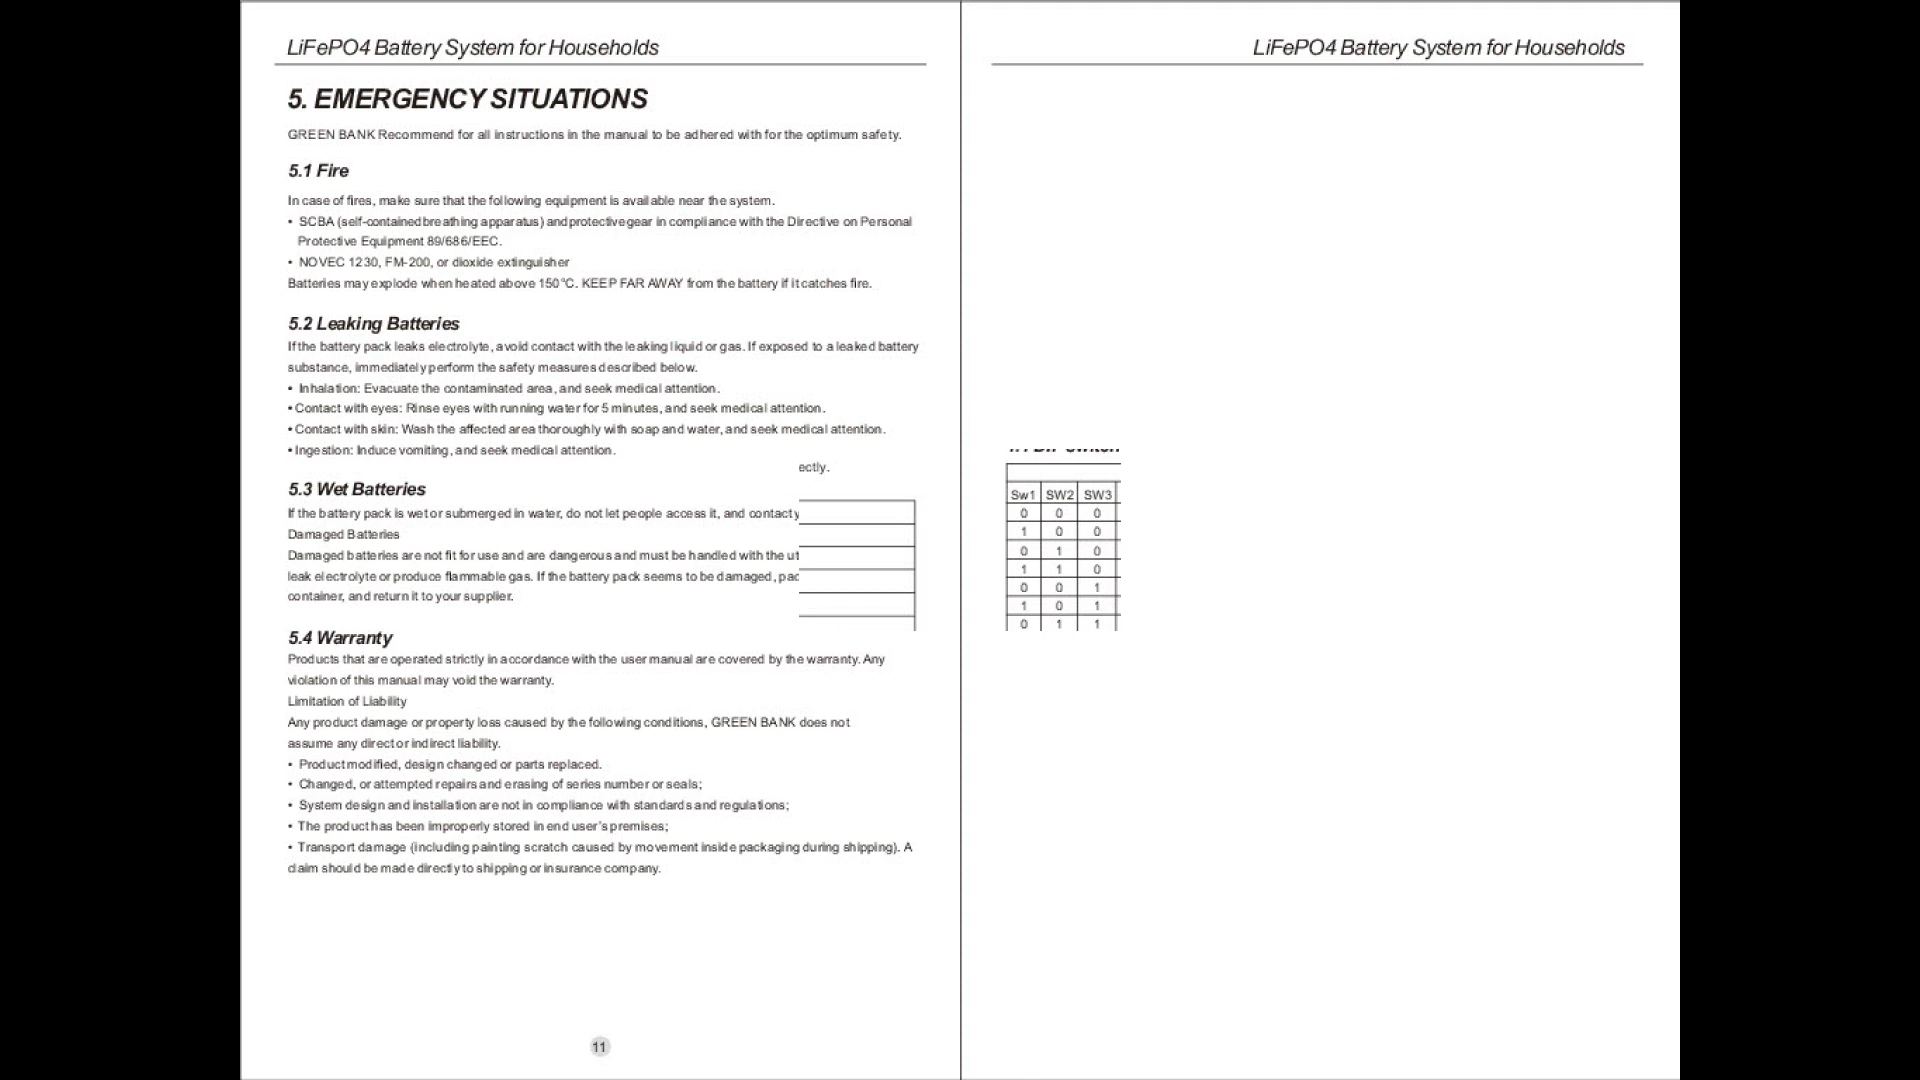 LiFePO4 Battery System for Households
5. EMERGENCY SITUATIONS
GREEN BANK Recommend for all instructions in the manual to be adhered with for the optimum safety.
5.1 Fire
In case of fires, make sure that the following equipment is available near the system.
• SCBA (self-contained breathing apparatus) and protective gear in compliance with the Directive on Personal
Protective Equipment 89/686/EEC.
• NOVEC 1230, FM-200, or dioxide extinguisher
Batteries may explode when heated above 150°C. KEEP FAR AWAY from the battery if it catches fire.
5.2 Leaking Batteries
If the battery pack leaks electrolyte, avoid contact with the leaking liquid or gas. If exposed to a leaked battery
substance, immediately perform the safety measures described below.
• Inhalation: Evacuate the contaminated area, and seek medical attention.
• Contact with eyes: Rinse eyes with running water for 5 minutes, and seek medical attention.
• Contact with skin: Wash the affected area thoroughly with soap and water, and seek medical attention.
• Ingestion: Induce vomiting, and seek medical attention.
ectly.
5.3 Wet Batteries
If the battery pack is wet or submerged in water, do not let people access it, and contact y
Damaged Batteries
Damaged batteries are not fit for use and are dangerous and must be handled with the ut
leak electrolyte or produce flammable gas. If the battery pack seems to be damaged, pac
container, and return it to your supplier.
5.4 Warranty
Products that are operated strictly in accordance with the user manual are covered by the warranty. Any
violation of this manual may void the warranty.
Limitation of Liability
Any product damage or property loss caused by the following conditions, GREEN BANK does not
assume any direct or indirect liability.
• Product modified, design changed or parts replaced.
• Changed, or attempted repairs and erasing of series number or seals;
• System design and installation are not in compliance with standards and regulations;
• The product has been improperly stored in end user's premises;
• Transport damage (including painting scratch caused by movement inside packaging during shipping). A
claim should be made directly to shipping or insurance company.
11
LiFePO4 Battery System for Households
Sw1 SW2 SW3
0 0 0
1 0 0
0 1 0
1 1 0
0 0 1
1 0 1
0 1 1